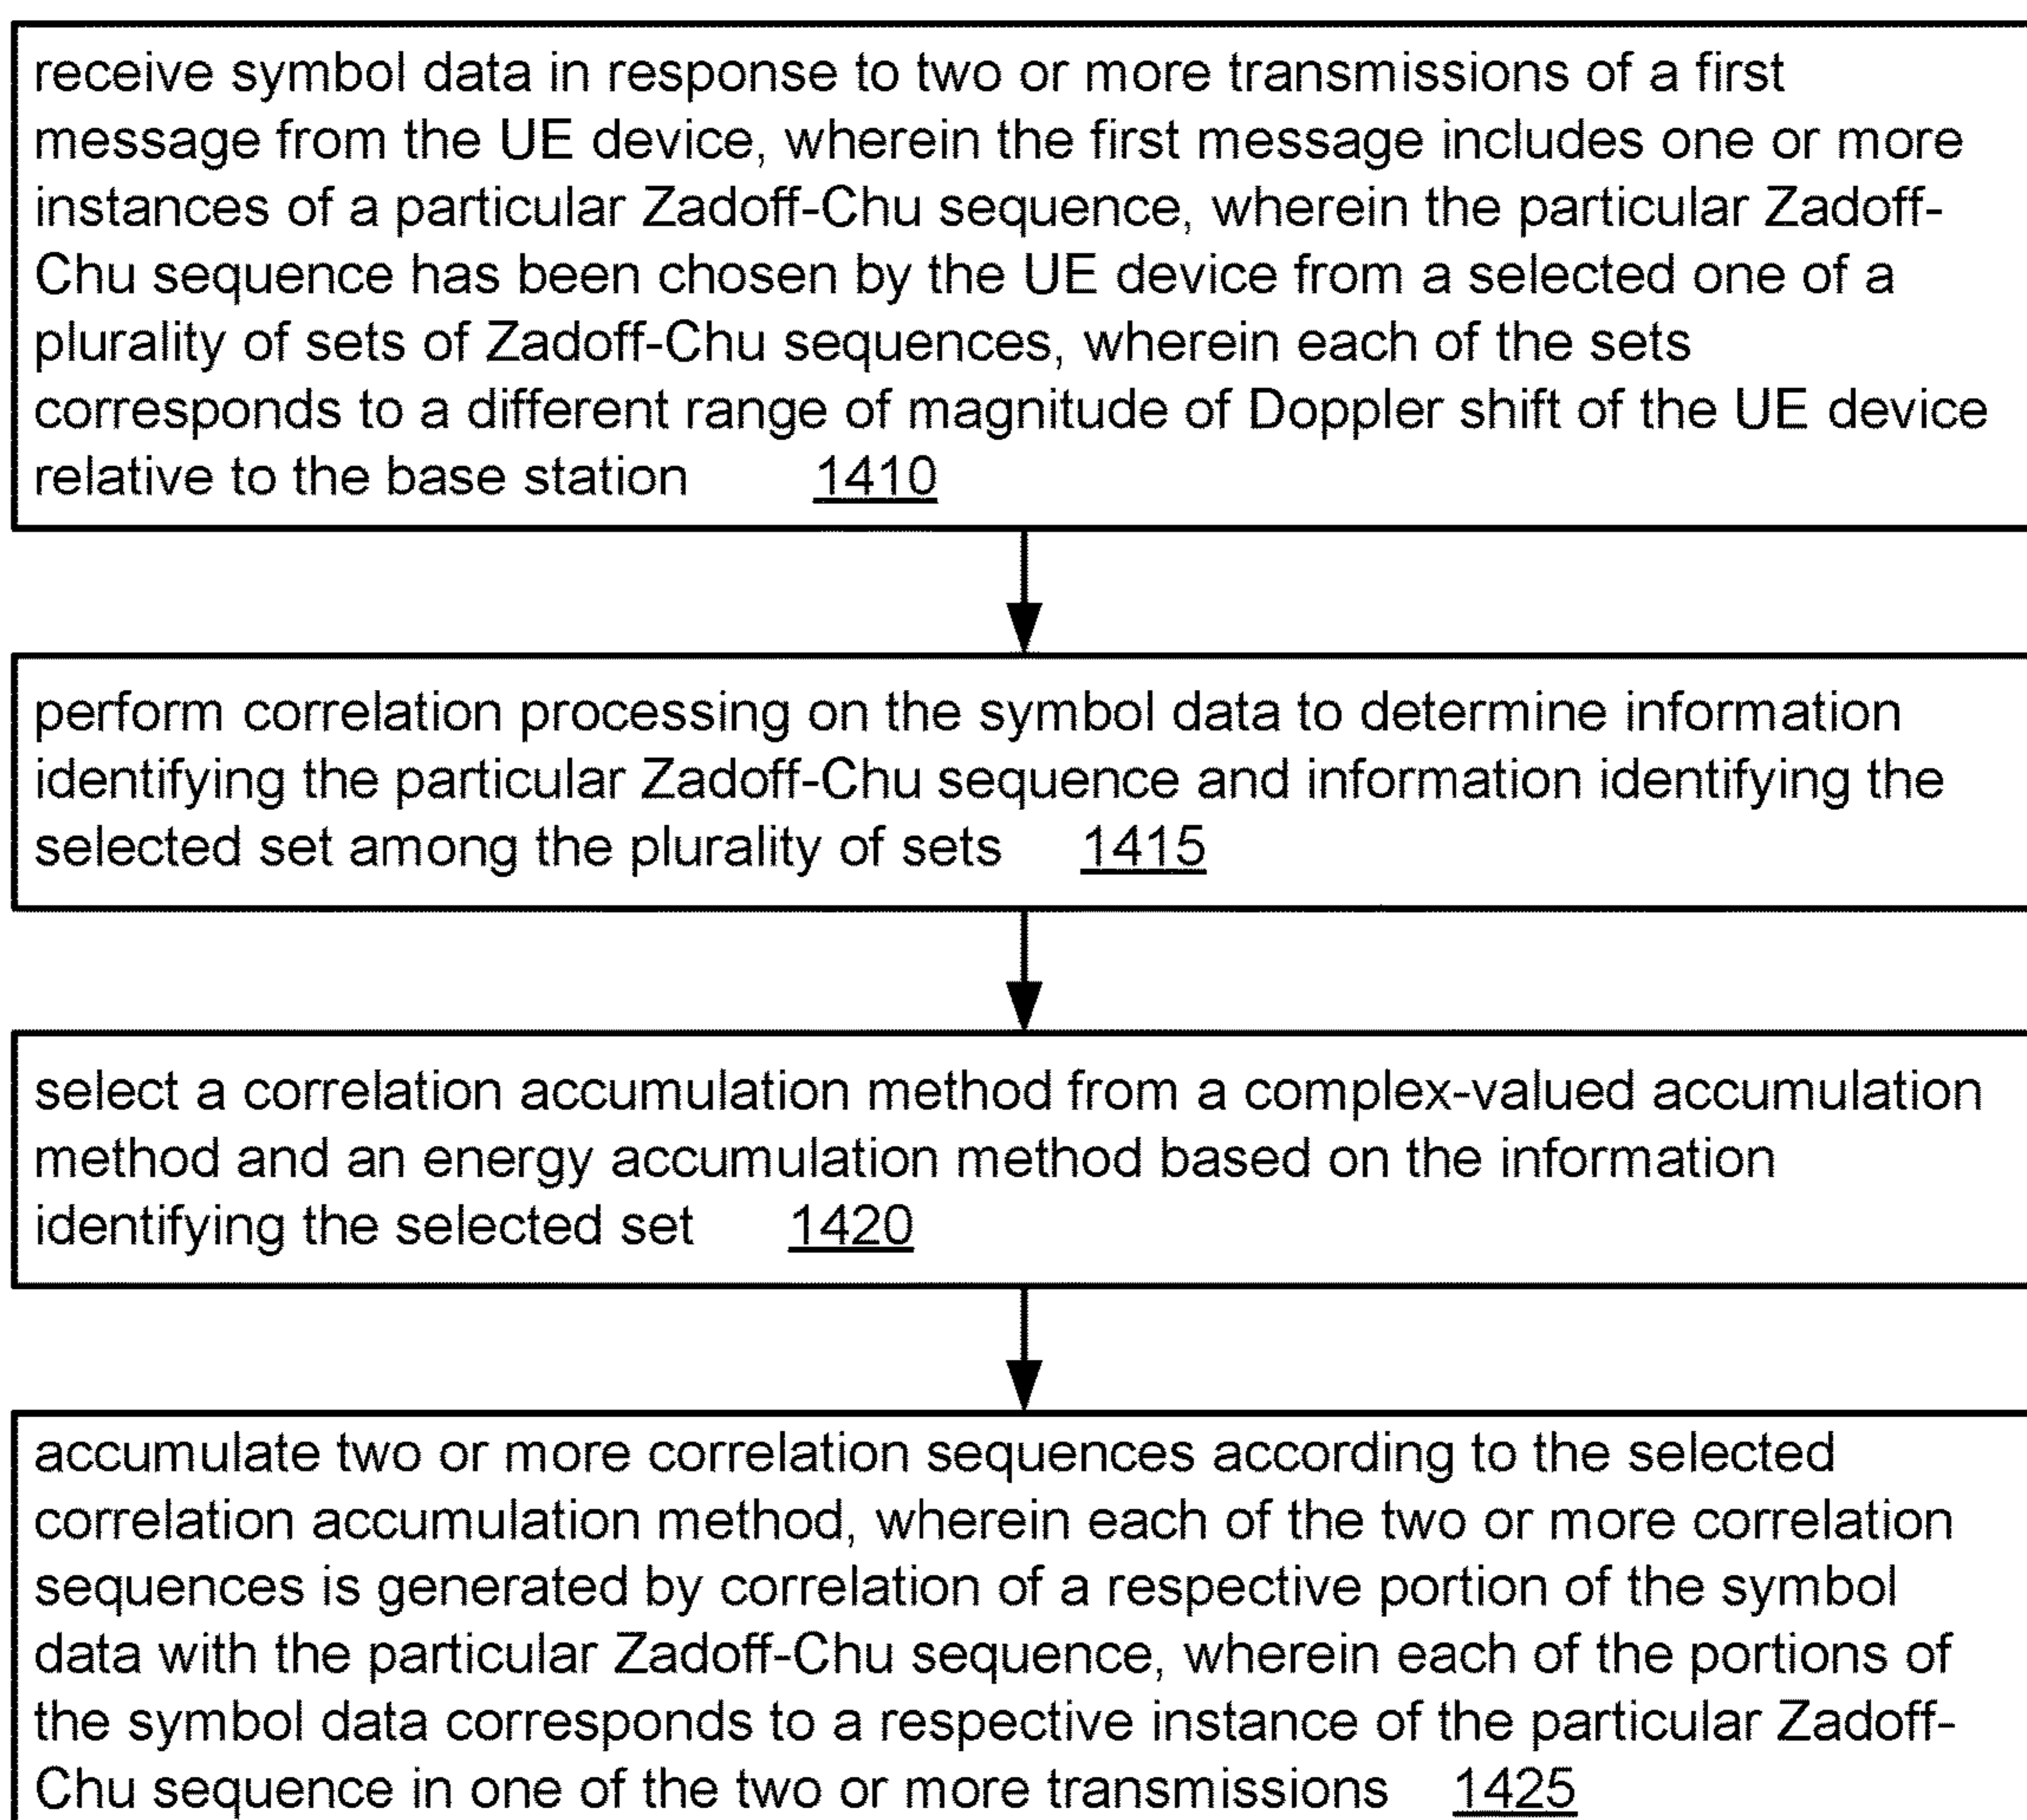 receive symbol data in response to two or more transmissions of a first
message from the UE device, wherein the first message includes one or more
instances of a particular Zadoff-Chu sequence, wherein the particular Zadoff-
Chu sequence has been chosen by the UE device from a selected one of a
plurality of sets of Zadoff-Chu sequences, wherein each of the sets
corresponds to a different range of magnitude of Doppler shift of the UE device
relative to the base station 1410
perform correlation processing on the symbol data to determine information
identifying the particular Zadoff-Chu sequence and information identifying the
selected set among the plurality of sets 1415
select a correlation accumulation method from a complex-valued accumulation
method and an energy accumulation method based on the information
identifying the selected set 1420
accumulate two or more correlation sequences according to the selected
correlation accumulation method, wherein each of the two or more correlation
sequences is generated by correlation of a respective portion of the symbol
data with the particular Zadoff-Chu sequence, wherein each of the portions of
the symbol data corresponds to a respective instance of the particular Zadoff-
Chu sequence in one of the two or more transmissions 1425